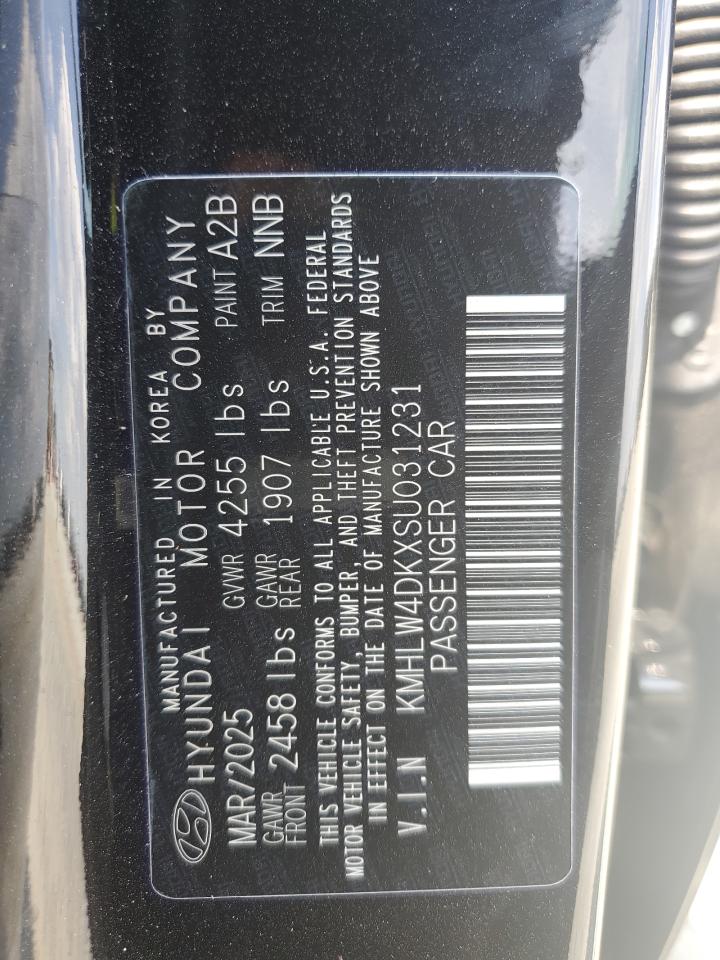 MANUFACTURED IN KOREA BY
HYUNDAI MOTOR COMPANY
MAR/2025 GVWR 4255 lbs PAINT A2B
GAWR FRONT 2458 lbs GAWR REAR 1907 lbs TRIM NNB
THIS VEHICLE CONFORMS TO ALL APPLICABLE U.S.A. FEDERAL
MOTOR VEHICLE SAFETY, BUMPER, AND THEFT PREVENTION STANDARDS
IN EFFECT ON THE DATE OF MANUFACTURE SHOWN ABOVE
V.I.N KMHLW4DKXSU031231
PASSENGER CAR